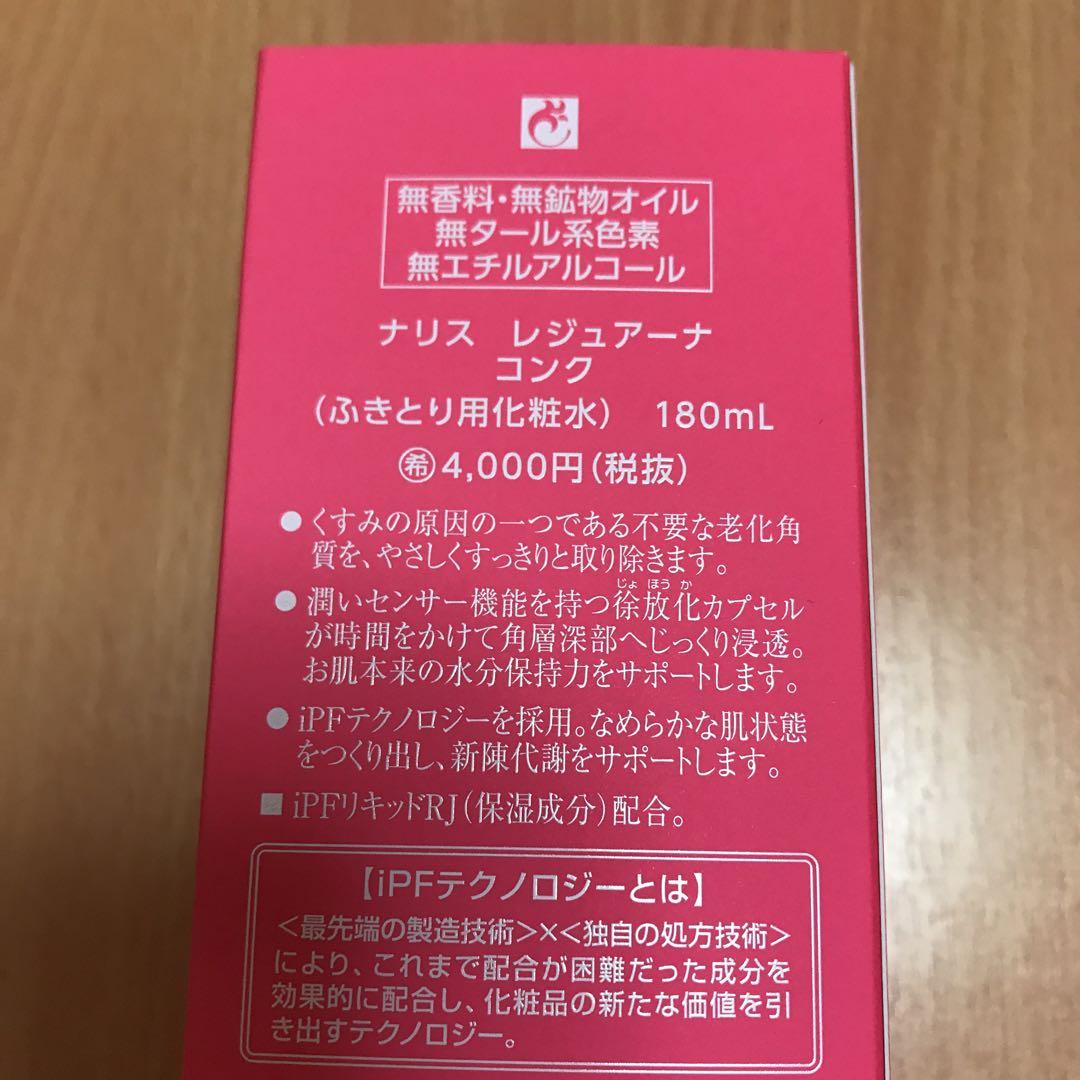 無香料・無鉱物オイル
無タール系色素
無エチルアルコール
ナリス レジュアーナ
コンク
(ふきとり用化粧水) 180mL
㊒4,000円(税抜)
●くすみの原因の一つである不要な老化角
質を、やさしくすっきりと取り除きます。
じょ ほう か
●潤いセンサー機能を持つ徐放化カプセル
が時間をかけて角層深部へじっくり浸透。
お肌本来の水分保持力をサポートします。
●iPFテクノロジーを採用。なめらかな肌状態
をつくり出し、新陳代謝をサポートします。
■iPFリキッドRJ(保湿成分)配合。
【iPFテクノロジーとは】
<最先端の製造技術>×<独自の処方技術>
により、これまで配合が困難だった成分を
効果的に配合し、化粧品の新たな価値を引
き出すテクノロジー。